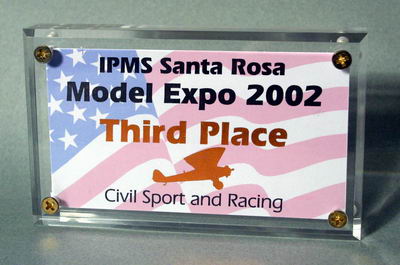 IPMS Santa Rosa
Model Expo 2002
Third Place
Civil Sport and Racing